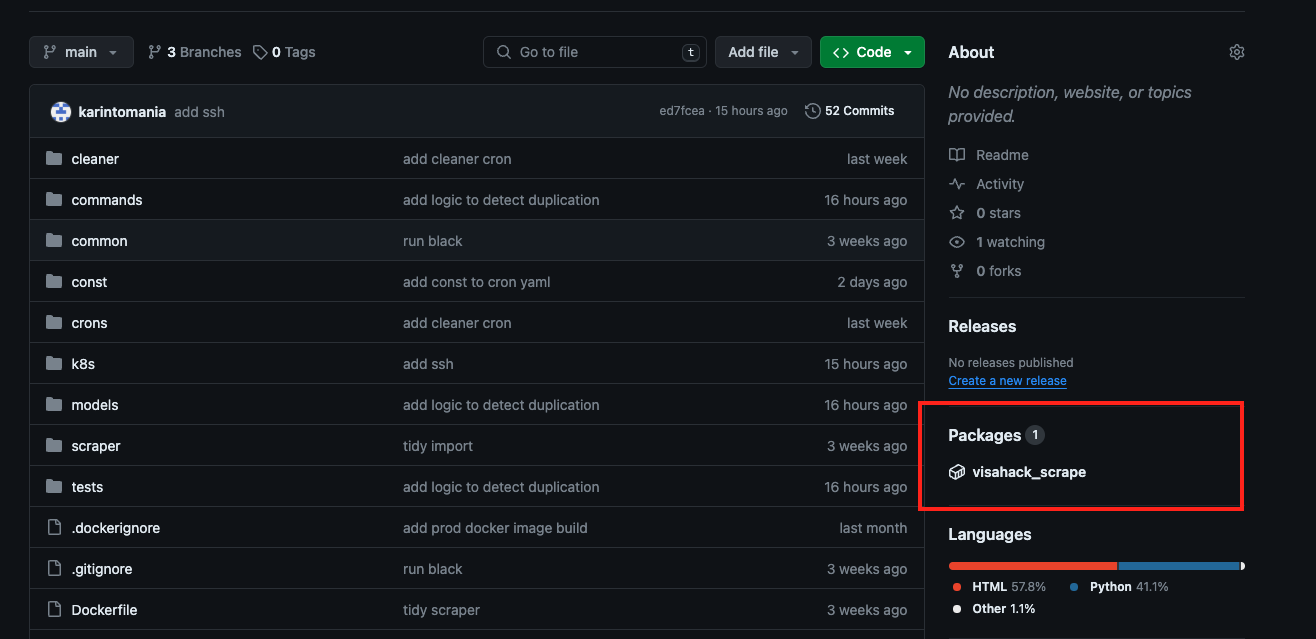 main 3 Branches 0 Tags Go to file t Add file Code
karintomania add ssh ed7fcea · 15 hours ago 52 Commits
cleaner add cleaner cron last week
commands add logic to detect duplication 16 hours ago
common run black 3 weeks ago
const add const to cron yaml 2 days ago
crons add cleaner cron last week
k8s add ssh 15 hours ago
models add logic to detect duplication 16 hours ago
scraper tidy import 3 weeks ago
tests add logic to detect duplication 16 hours ago
.dockerignore add prod docker image build last month
.gitignore run black 3 weeks ago
Dockerfile tidy scraper 3 weeks ago
About
No description, website, or topics
provided.
Readme
Activity
0 stars
1 watching
0 forks
Releases
No releases published
Create a new release
Packages 1
visahack_scrape
Languages
HTML 57.8% Python 41.1%
Other 1.1%